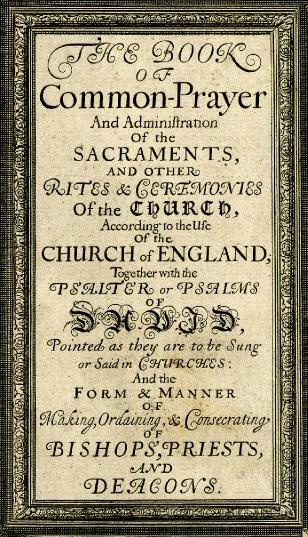 THE BOOK
OF
Common-Prayer
And Adminiſtration
Of the
SACRAMENTS,
AND OTHER
RITES & CEREMONIES
Of the CHURCH,
According to the Uſe
Of the
CHURCH of ENGLAND;
Together with the
PSALTER or PSALMS
OF
DAVID,
Pointed as they are to be Sung
or Said in CHURCHES:
And the
FORM & MANNER
OF
Making, Ordaining, & Conſecrating
OF
BISHOPS, PRIESTS,
AND
DEACONS.